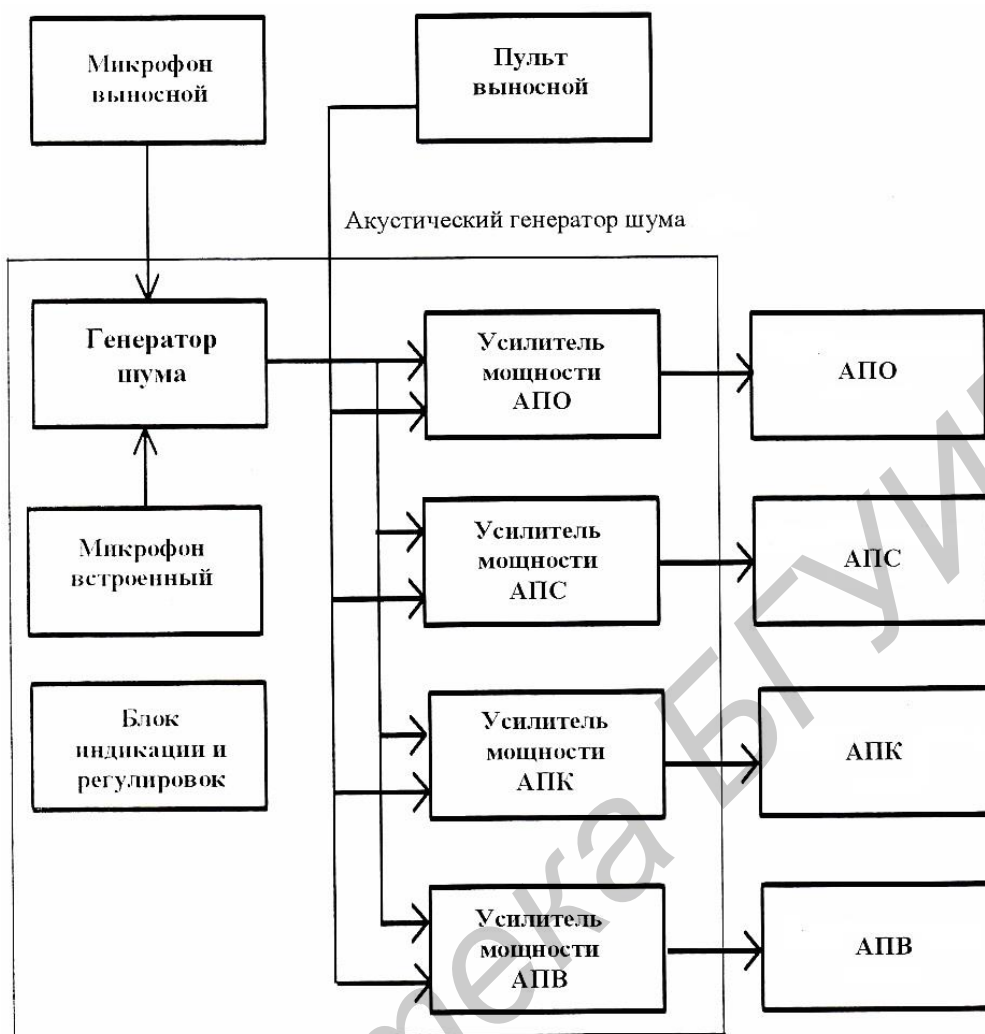 Микрофон
выносной
Пульт
выносной
Акустический генератор шума
Генератор
шума
Усилитель
мощности
АПО
АПО
Микрофон
встроенный
Усилитель
мощности
АПС
АПС
Блок
индикации и
регулировок
Усилитель
мощности
АПК
АПК
Усилитель
мощности
АПВ
АПВ